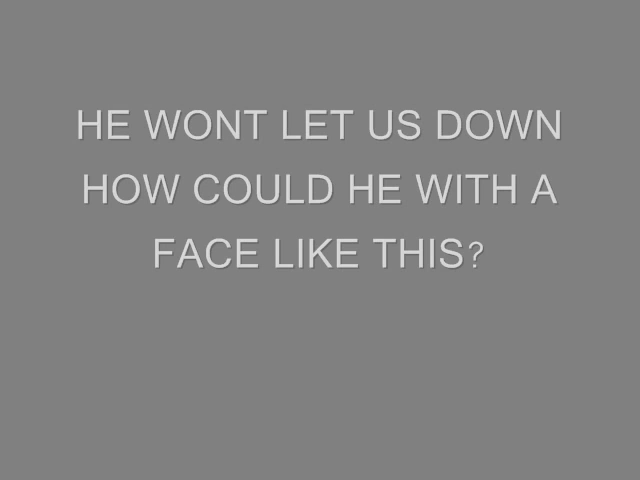 HE WONT LET US DOWN
HOW COULD HE WITH A
FACE LIKE THIS?